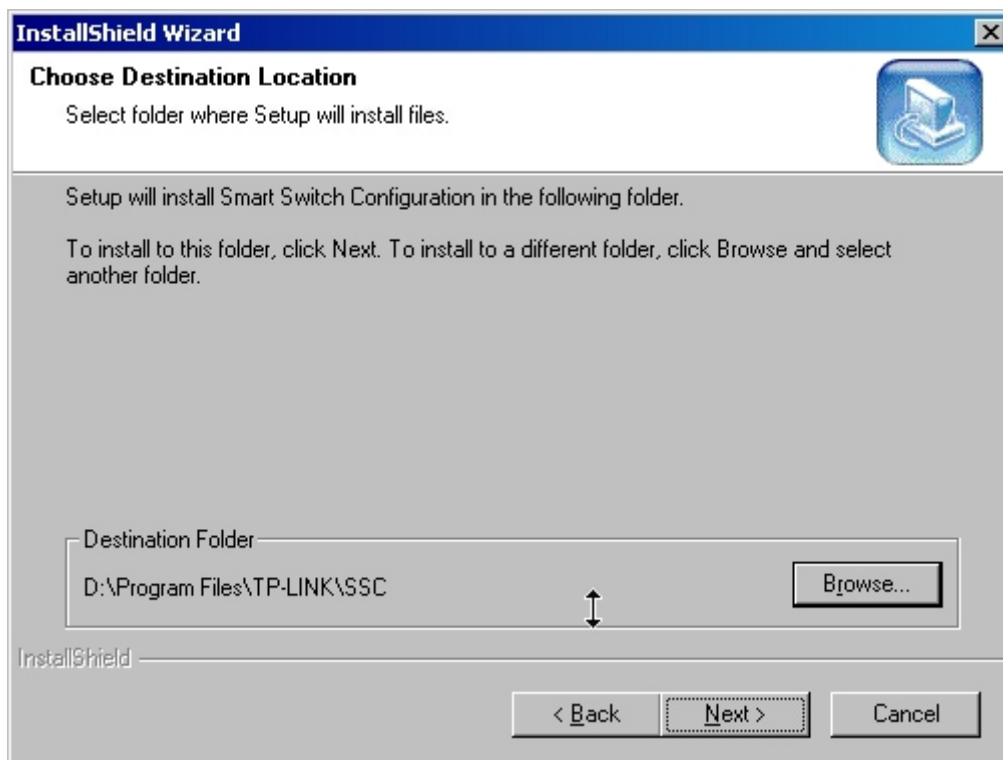 InstallShield Wizard
Choose Destination Location
Select folder where Setup will install files.
Setup will install Smart Switch Configuration in the following folder.
To install to this folder, click Next. To install to a different folder, click Browse and select
another folder.
Destination Folder
D:\Program Files\TP-LINK\SSC
Browse...
InstallShield
< Back
Next >
Cancel